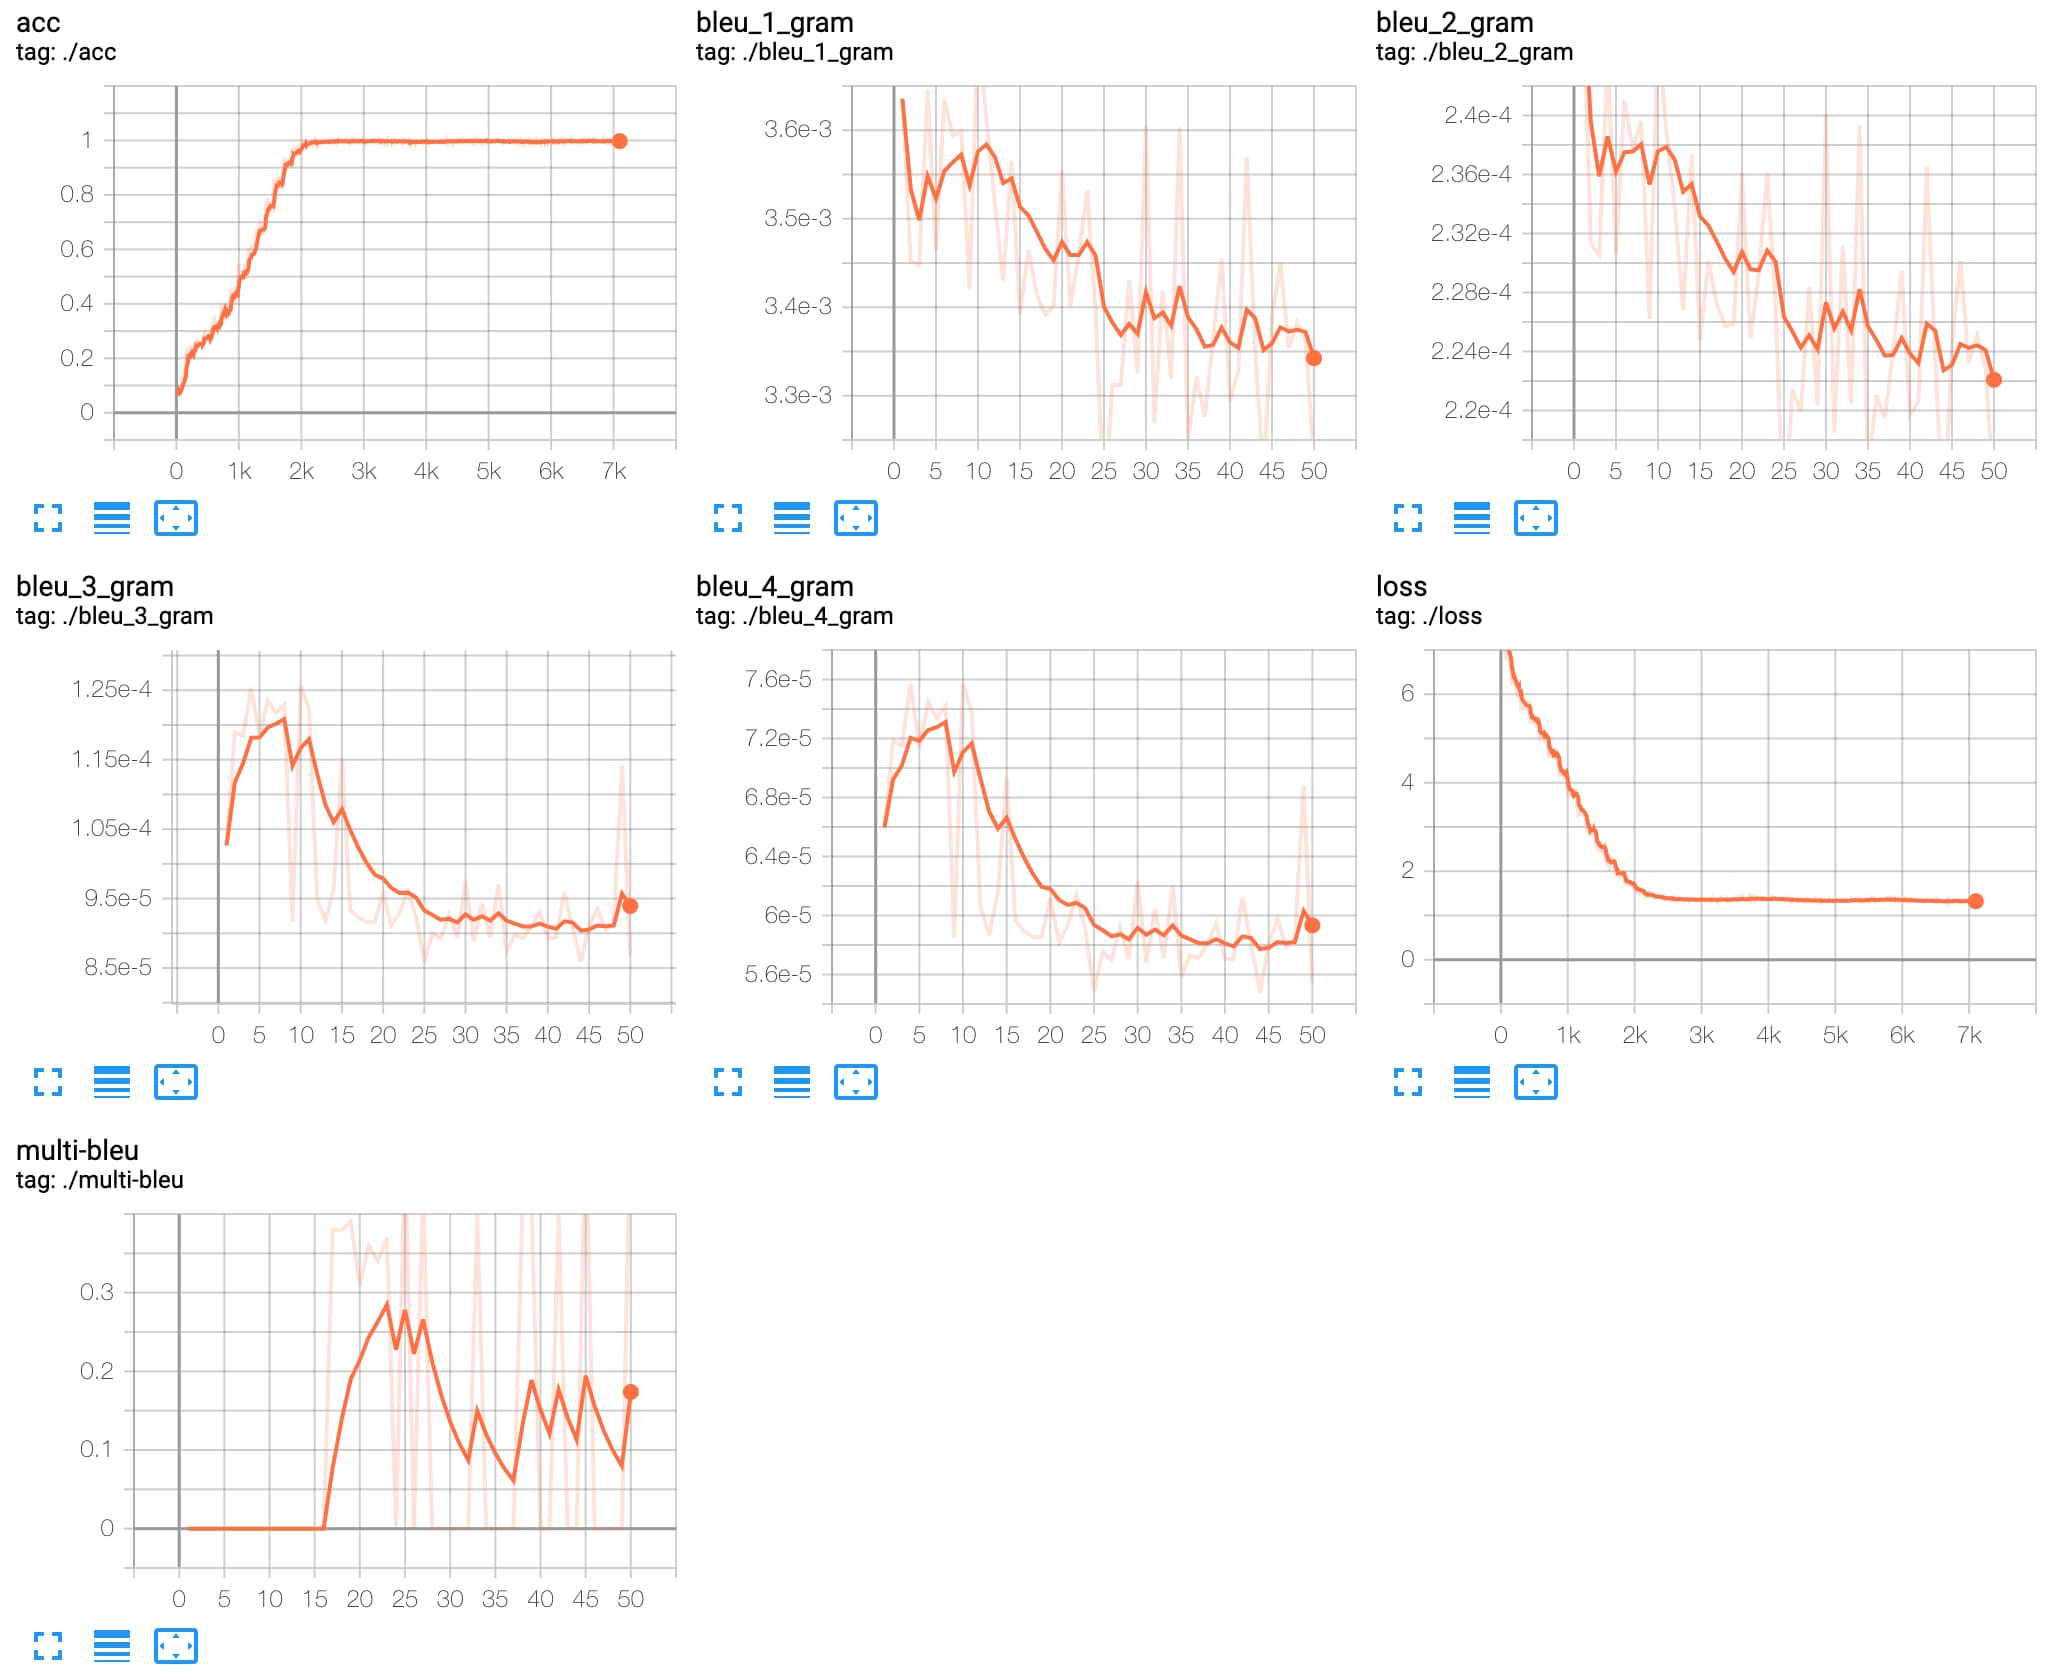 acc
tag: ./acc
1
0.8
0.6
0.4
0.2
0
0 1k 2k 3k 4k 5k 6k 7k
bleu_1_gram
tag: ./bleu_1_gram
3.6e-3
3.5e-3
3.4e-3
3.3e-3
0 5 10 15 20 25 30 35 40 45 50
bleu_2_gram
tag: ./bleu_2_gram
2.4e-4
2.36e-4
2.32e-4
2.28e-4
2.24e-4
2.2e-4
0 5 10 15 20 25 30 35 40 45 50
bleu_3_gram
tag: ./bleu_3_gram
1.25e-4
1.15e-4
1.05e-4
9.5e-5
8.5e-5
0 5 10 15 20 25 30 35 40 45 50
bleu_4_gram
tag: ./bleu_4_gram
7.6e-5
7.2e-5
6.8e-5
6.4e-5
6e-5
5.6e-5
0 5 10 15 20 25 30 35 40 45 50
loss
tag: ./loss
6
4
2
0
0 1k 2k 3k 4k 5k 6k 7k
multi-bleu
tag: ./multi-bleu
0.3
0.2
0.1
0
0 5 10 15 20 25 30 35 40 45 50